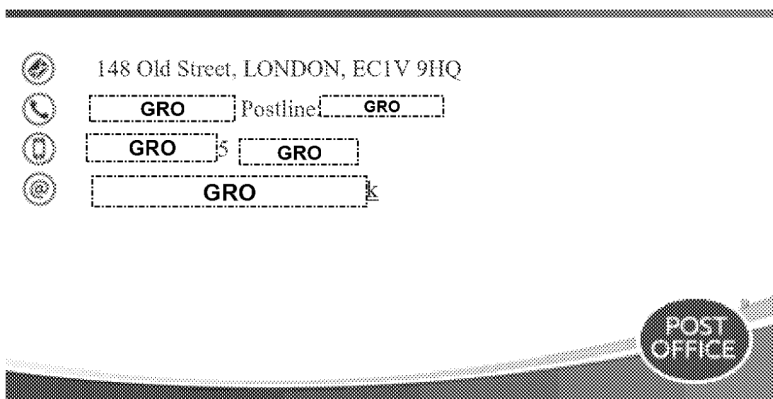 148 Old Street, LONDON, EC1V 9HQ
GRO Postline: GRO
GRO 5 GRO
@ GRO k
POST
OFFICE